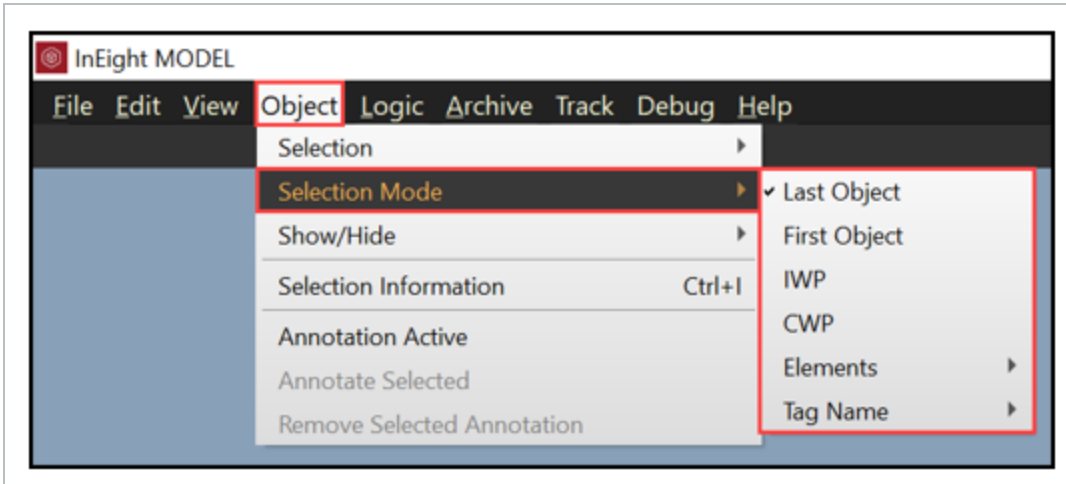 InEight MODEL
File Edit View Object Logic Archive Track Debug Help
Selection
Selection Mode
Show/Hide
Selection Information Ctrl+I
Annotation Active
Annotate Selected
Remove Selected Annotation
Last Object
First Object
IWP
CWP
Elements
Tag Name